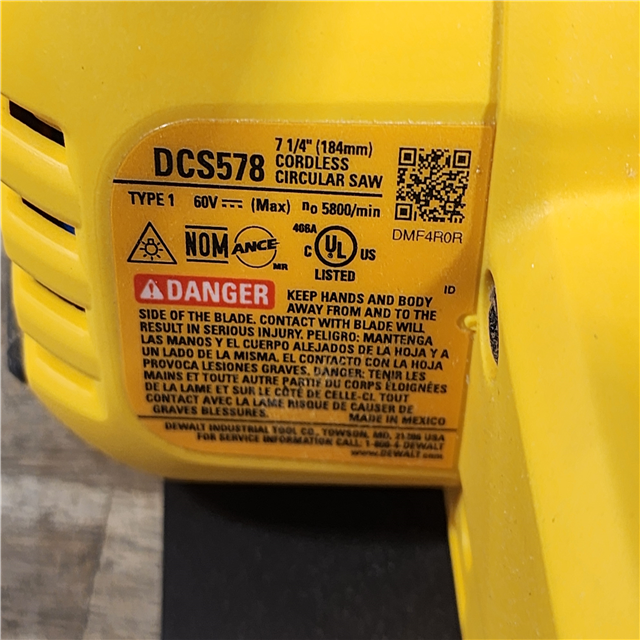 DCS578 7 1/4" (184mm)
CORDLESS
CIRCULAR SAW
TYPE 1 60V ⎓ (Max) n₀ 5800/min
DMF4R0R
NOM ANCE MR
408A
C UL US
LISTED
ID
DANGER KEEP HANDS AND BODY
AWAY FROM AND TO THE
SIDE OF THE BLADE. CONTACT WITH BLADE WILL
RESULT IN SERIOUS INJURY. PELIGRO: MANTENGA
LAS MANOS Y EL CUERPO ALEJADOS DE LA HOJA Y A
UN LADO DE LA MISMA. EL CONTACTO CON LA HOJA
PROVOCA LESIONES GRAVES. DANGER: TENIR LES
MAINS ET TOUTE AUTRE PARTIE DU CORPS ÉLOIGNÉES
DE LA LAME ET SUR LE CÔTÉ DE CELLE-CI. TOUT
CONTACT AVEC LA LAME RISQUE DE CAUSER DE
GRAVES BLESSURES. MADE IN MEXICO
DEWALT INDUSTRIAL TOOL CO., TOWSON, MD, 21286 USA
FOR SERVICE INFORMATION CALL: 1-800-4-DEWALT
www.DEWALT.com